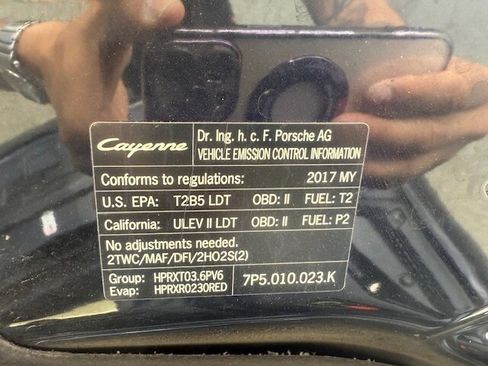 Cayenne
Dr. Ing. h. c. F. Porsche AG
VEHICLE EMISSION CONTROL INFORMATION
Conforms to regulations: 2017 MY
U.S. EPA: T2B5 LDT OBD: II FUEL: T2
California: ULEV II LDT OBD: II FUEL: P2
No adjustments needed.
2TWC/MAF/DFI/2HO2S(2)
Group: HPRXT03.6PV6
Evap: HPRXR0230RED
7P5.010.023.K